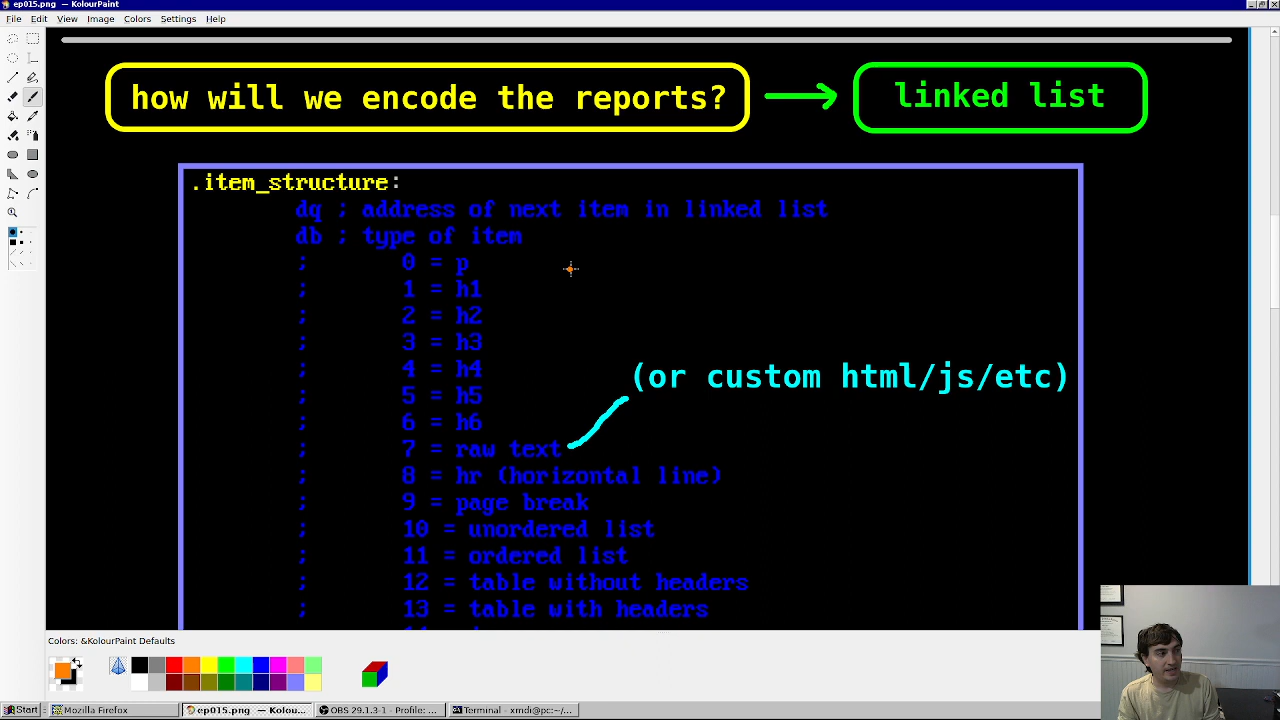 ep015.png — KolourPaint
File Edit View Image Colors Settings Help
how will we encode the reports?
linked list
.item_structure:
dq ; address of next item in linked list
db ; type of item
; 0 = p
; 1 = h1
; 2 = h2
; 3 = h3
; 4 = h4
(or custom html/js/etc)
; 5 = h5
; 6 = h6
; 7 = raw text
; 8 = hr (horizontal line)
; 9 = page break
; 10 = unordered list
; 11 = ordered list
; 12 = table without headers
; 13 = table with headers
Colors: &KolourPaint Defaults
Start
Mozilla Firefox
ep015.png — Kolou...
OBS 29.1.3-1 - Profile: ...
Terminal - xmdi@pc:~/...